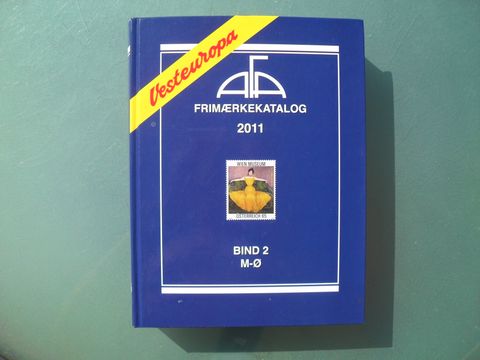 Vesteuropa
AFA
FRIMÆRKEKATALOG
2011
WIEN MUSEUM
ÖSTERREICH 65
BIND 2
M-Ø